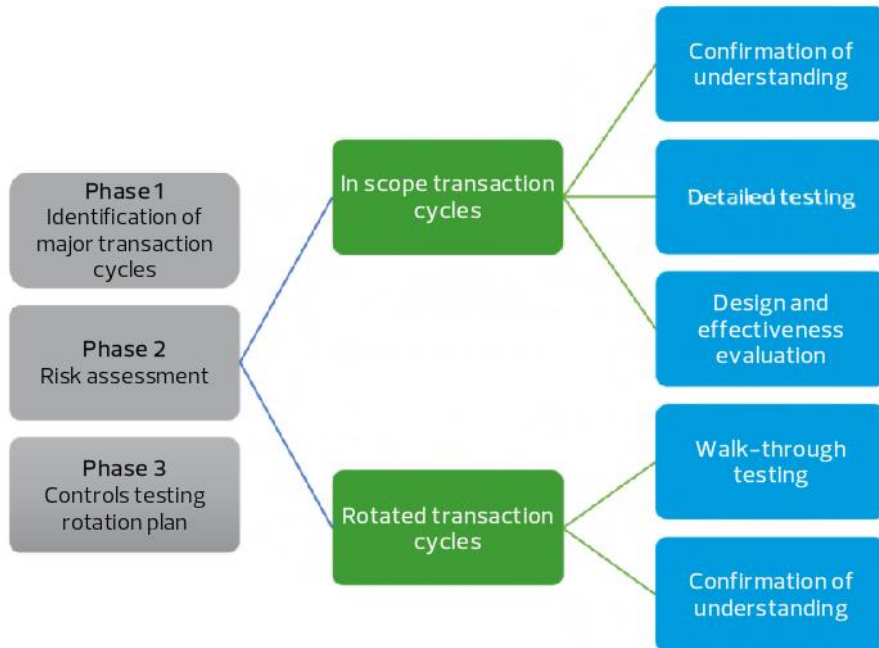 Phase 1
Identification of
major transaction
cycles
Phase 2
Risk assessment
Phase 3
Controls testing
rotation plan
In scope transaction
cycles
Rotated transaction
cycles
Confirmation of
understanding
Detailed testing
Design and
effectiveness
evaluation
Walk-through
testing
Confirmation of
understanding